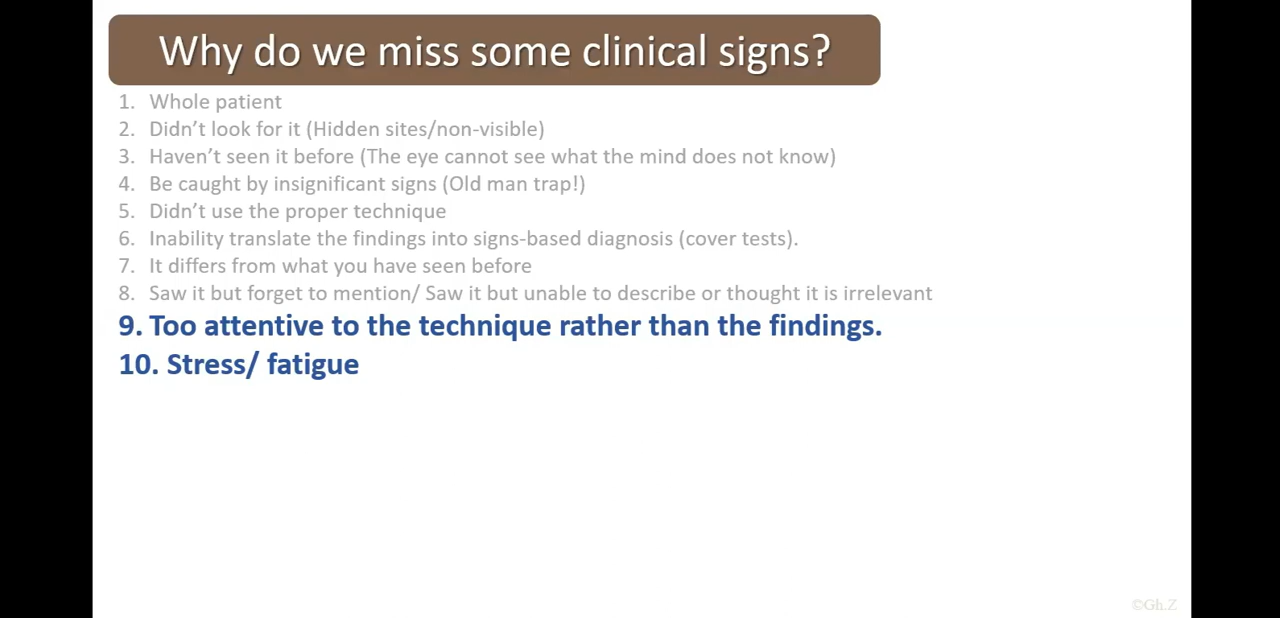 Why do we miss some clinical signs?
1. Whole patient
2. Didn't look for it (Hidden sites/non-visible)
3. Haven't seen it before (The eye cannot see what the mind does not know)
4. Be caught by insignificant signs (Old man trap!)
5. Didn't use the proper technique
6. Inability translate the findings into signs-based diagnosis (cover tests).
7. It differs from what you have seen before
8. Saw it but forget to mention/ Saw it but unable to describe or thought it is irrelevant
9. Too attentive to the technique rather than the findings.
10. Stress/ fatigue
©Gh.Z